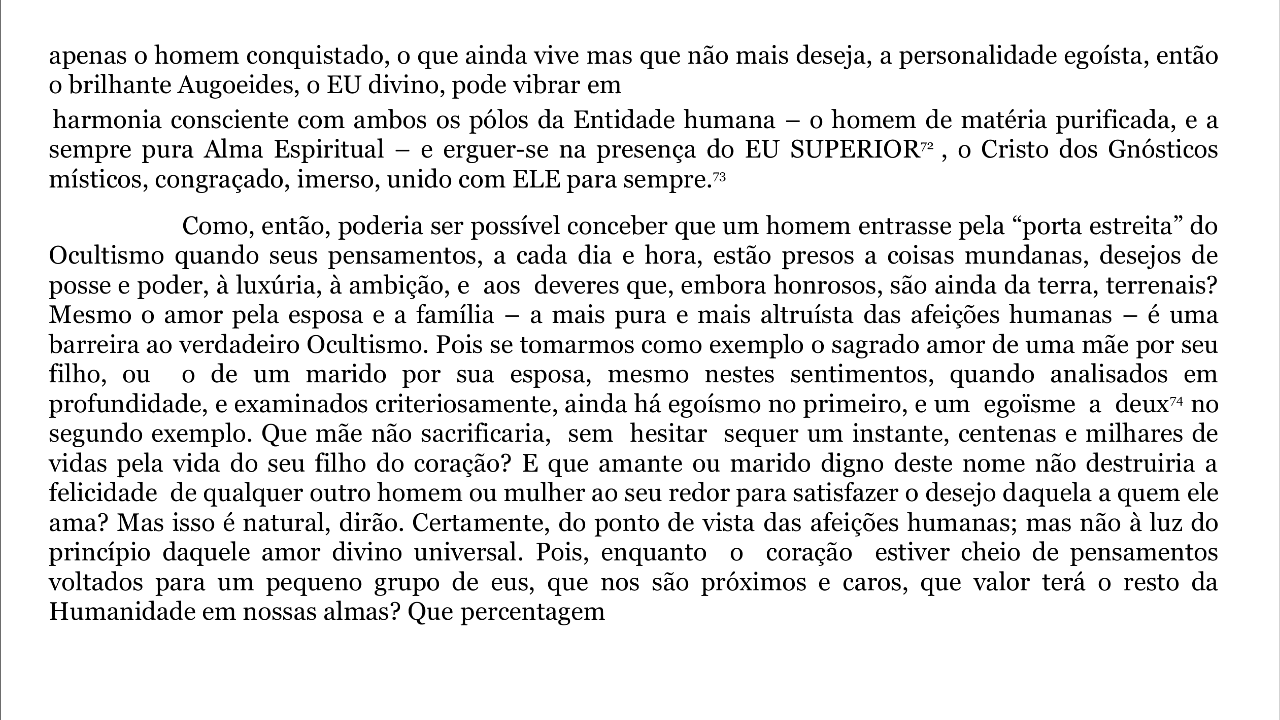 apenas o homem conquistado, o que ainda vive mas que não mais deseja, a personalidade egoísta, então
o brilhante Augoeides, o EU divino, pode vibrar em
harmonia consciente com ambos os pólos da Entidade humana – o homem de matéria purificada, e a
sempre pura Alma Espiritual – e erguer-se na presença do EU SUPERIOR⁷² , o Cristo dos Gnósticos
místicos, congraçado, imerso, unido com ELE para sempre.⁷³
Como, então, poderia ser possível conceber que um homem entrasse pela “porta estreita” do
Ocultismo quando seus pensamentos, a cada dia e hora, estão presos a coisas mundanas, desejos de
posse e poder, à luxúria, à ambição, e aos deveres que, embora honrosos, são ainda da terra, terrenais?
Mesmo o amor pela esposa e a família – a mais pura e mais altruísta das afeições humanas – é uma
barreira ao verdadeiro Ocultismo. Pois se tomarmos como exemplo o sagrado amor de uma mãe por seu
filho, ou o de um marido por sua esposa, mesmo nestes sentimentos, quando analisados em
profundidade, e examinados criteriosamente, ainda há egoísmo no primeiro, e um egoïsme a deux⁷⁴ no
segundo exemplo. Que mãe não sacrificaria, sem hesitar sequer um instante, centenas e milhares de
vidas pela vida do seu filho do coração? E que amante ou marido digno deste nome não destruiria a
felicidade de qualquer outro homem ou mulher ao seu redor para satisfazer o desejo daquela a quem ele
ama? Mas isso é natural, dirão. Certamente, do ponto de vista das afeições humanas; mas não à luz do
princípio daquele amor divino universal. Pois, enquanto o coração estiver cheio de pensamentos
voltados para um pequeno grupo de eus, que nos são próximos e caros, que valor terá o resto da
Humanidade em nossas almas? Que percentagem